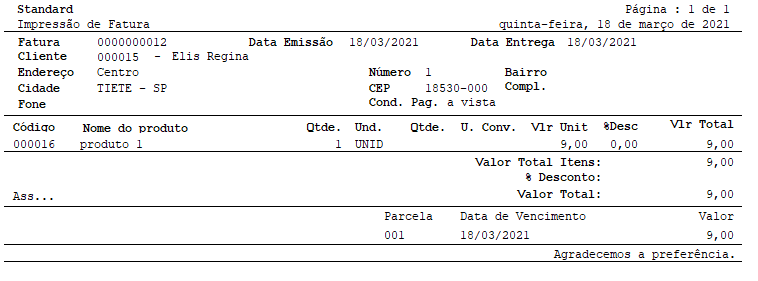 Standard Página : 1 de 1
Impressão de Fatura quinta-feira, 18 de março de 2021
Fatura 0000000012 Data Emissão 18/03/2021 Data Entrega 18/03/2021
Cliente 000015 - Elis Regina
Endereço Centro Número 1 Bairro
Cidade TIETE - SP CEP 18530-000 Compl.
Fone Cond. Pag. a vista
Código Nome do produto Qtde. Und. Qtde. U. Conv. Vlr Unit %Desc Vlr Total
000016 produto 1 1 UNID 9,00 0,00 9,00
Valor Total Itens: 9,00
% Desconto:
Ass... Valor Total: 9,00
Parcela Data de Vencimento Valor
001 18/03/2021 9,00
Agradecemos a preferência.